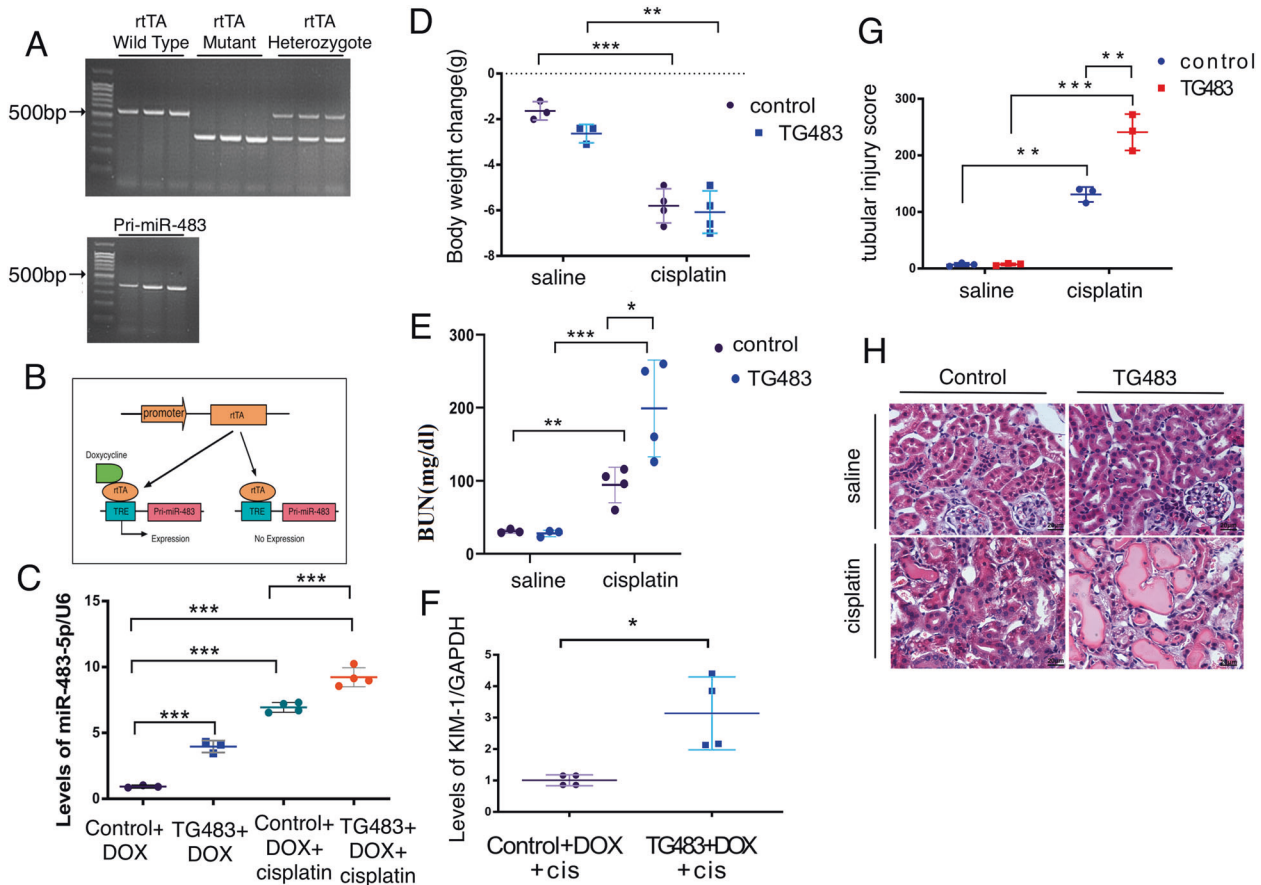 A
rtTA
Wild Type
rtTA
Mutant
rtTA
Heterozygote
500bp
Pri-miR-483
500bp
B
promoter
rtTA
Doxycycline
rtTA
TRE
Pri-miR-483
Expression
rtTA
TRE
Pri-miR-483
No Expression
C
Levels of miR-483-5p/U6
15
10
5
0
***
***
***
***
Control+
DOX
TG483+
DOX
Control+
DOX+
cisplatin
TG483+
DOX+
cisplatin
D
Body weight change(g)
0
-2
-4
-6
-8
**
***
control
TG483
saline
cisplatin
E
BUN(mg/dl)
300
200
100
0
*
***
**
control
TG483
saline
cisplatin
F
Levels of KIM-1/GAPDH
5
4
3
2
1
0
*
Control+DOX
+cis
TG483+DOX
+cis
G
tubular injury score
300
200
100
0
**
***
**
control
TG483
saline
cisplatin
H
Control
TG483
saline
cisplatin